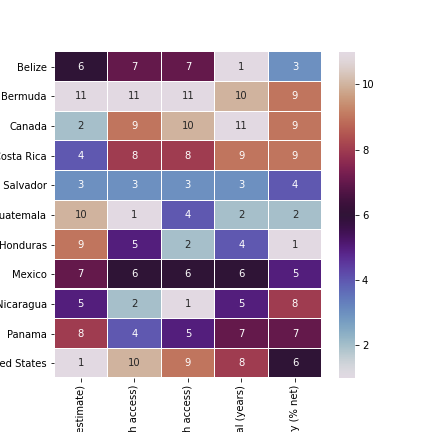 Belize 6 7 7 1 3
Bermuda 11 11 11 10 9
Canada 2 9 10 11 9
osta Rica 4 8 8 9 9
Salvador 3 3 3 3 4
uatemala 10 1 4 2 2
Honduras 9 5 2 4 1
Mexico 7 6 6 6 5
Nicaragua 5 2 1 5 8
Panama 8 4 5 7 7
ed States 1 10 9 8 6
10
8
6
4
2
estimate)
h access)
h access)
al (years)
y (% net)